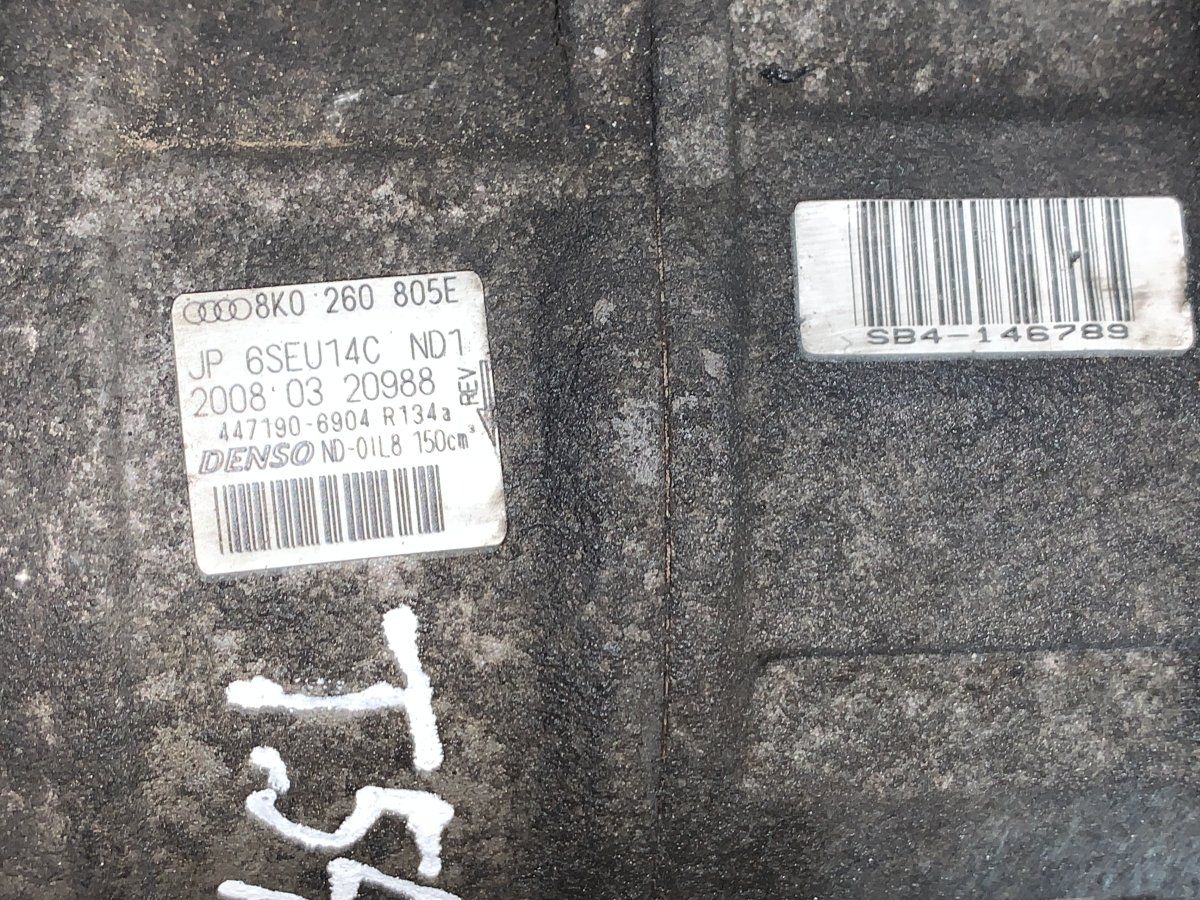 8K0 260 805E
JP 6SEU14C ND1
2008 03 20988
447190-6904 R134a
REV
DENSO ND-OIL8 150cm³
SB4-146789